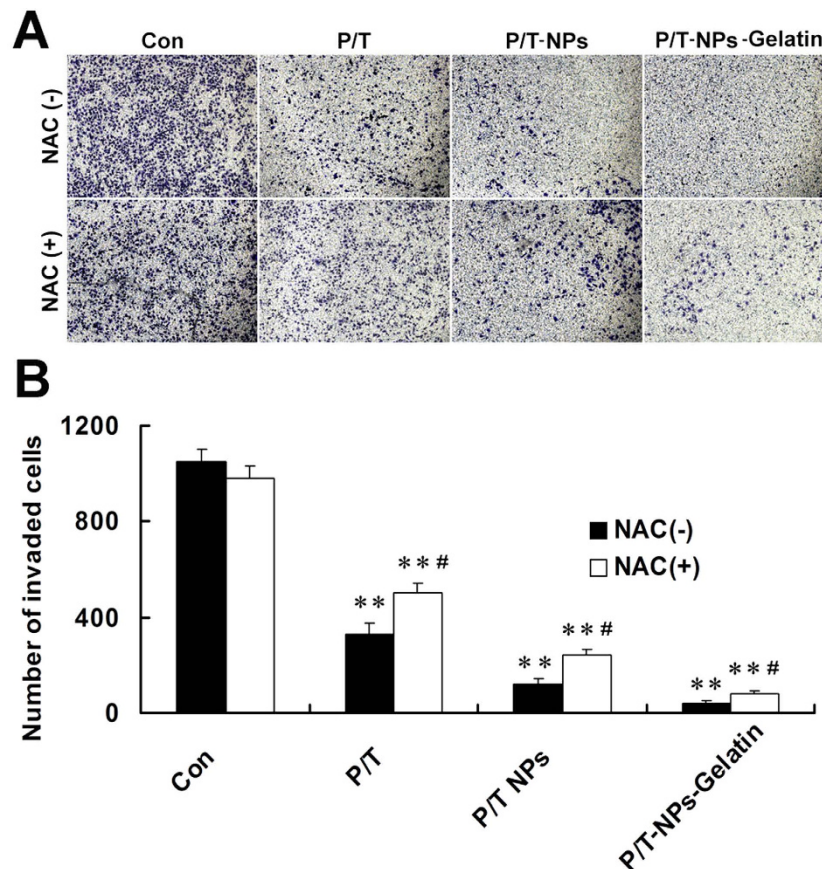 A
Con P/T P/T-NPs P/T-NPs-Gelatin
NAC (-)
NAC (+)
B
Number of invaded cells
1200
800
400
0
** **# ** **# ** **#
NAC(-)
NAC(+)
Con P/T P/T NPs P/T-NPs-Gelatin